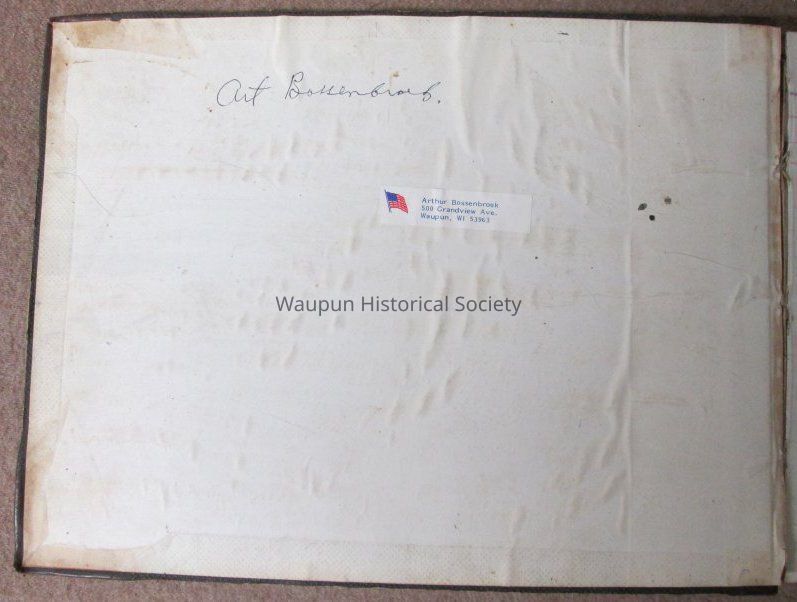 Art Bossenbroek.
Arthur Bossenbroek
500 Grandview Ave.
Waupun, WI 53963
Waupun Historical Society